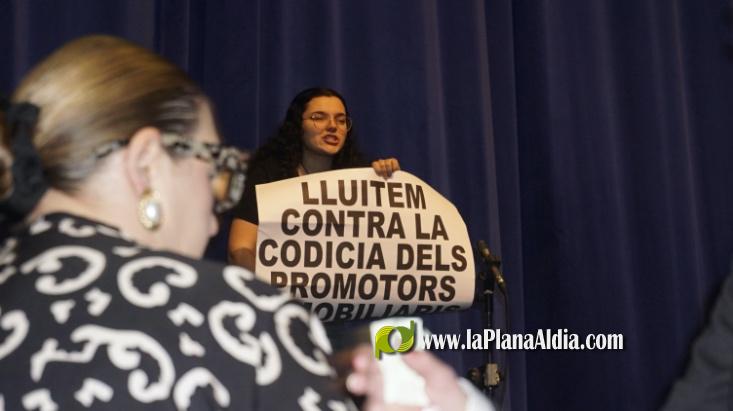 LLUITEM
CONTRA LA
CODICIA DELS
PROMOTORS
www.laPlanaAldia.com